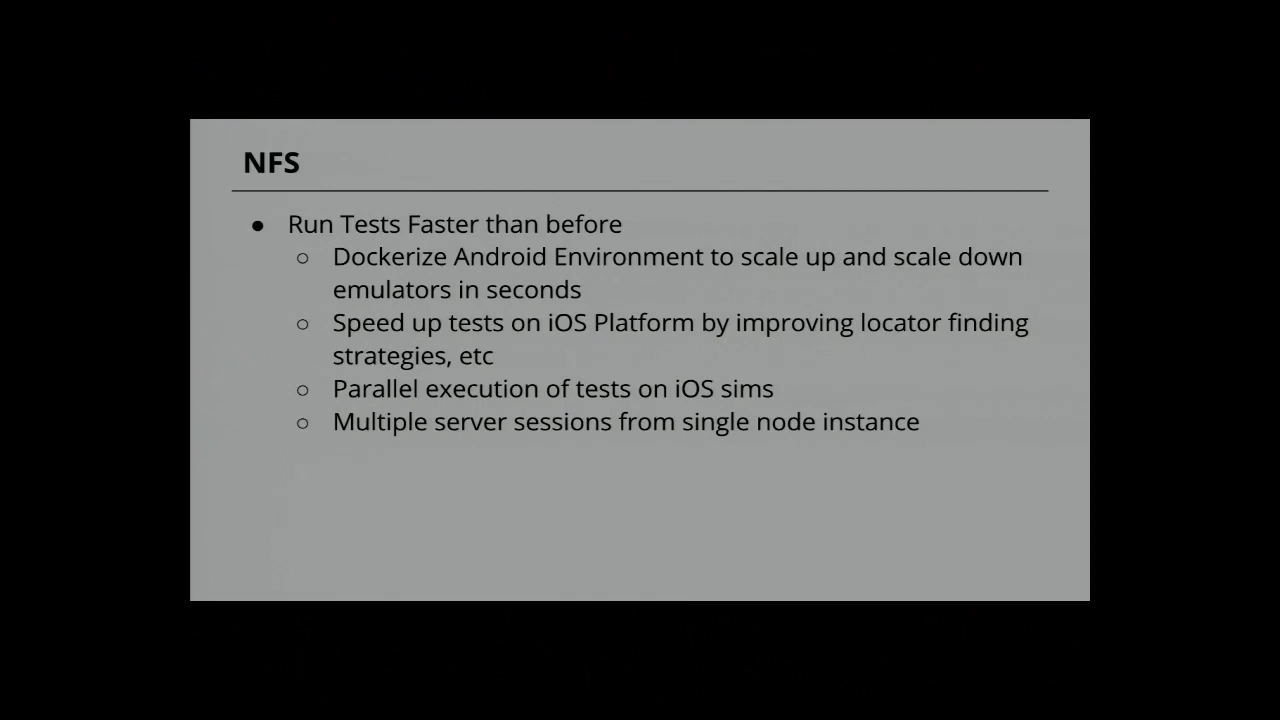 NFS
● Run Tests Faster than before
○ Dockerize Android Environment to scale up and scale down
emulators in seconds
○ Speed up tests on iOS Platform by improving locator finding
strategies, etc
○ Parallel execution of tests on iOS sims
○ Multiple server sessions from single node instance